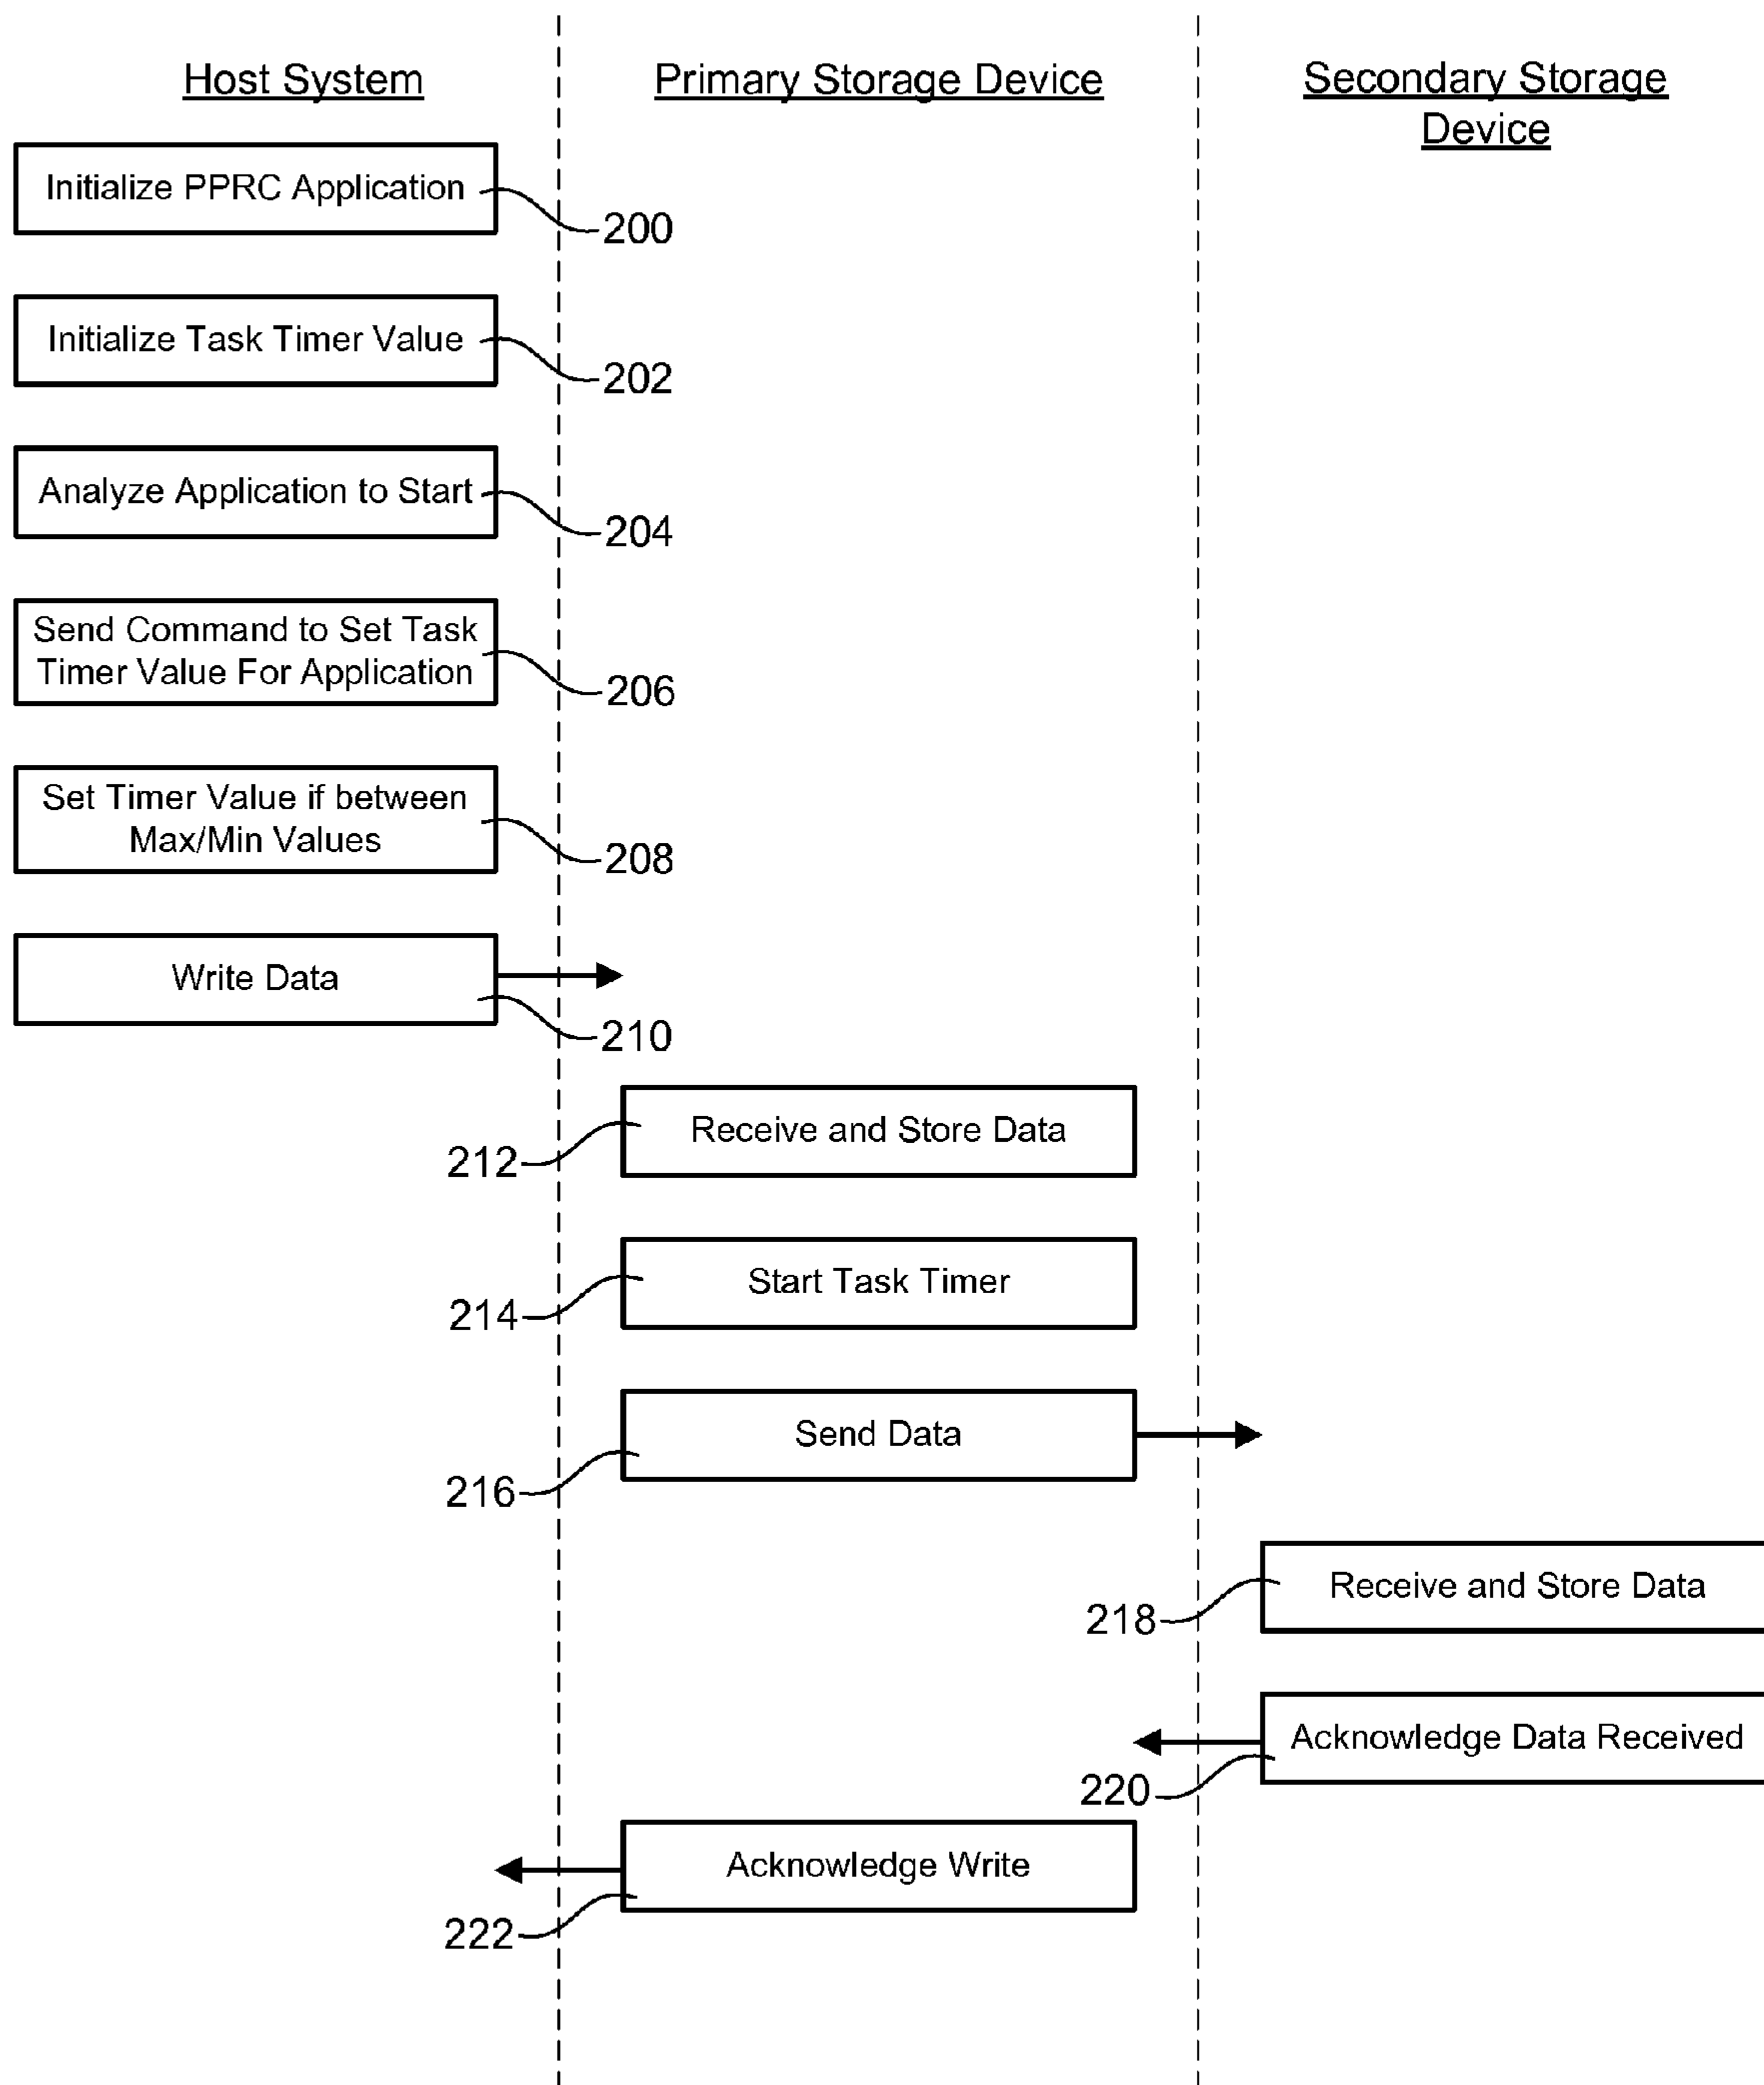 Host System
Primary Storage Device
Secondary Storage
Device
Initialize PPRC Application
200
Initialize Task Timer Value
202
Analyze Application to Start
204
Send Command to Set Task
Timer Value For Application
206
Set Timer Value if between
Max/Min Values
208
Write Data
210
Receive and Store Data
212
Start Task Timer
214
Send Data
216
Receive and Store Data
218
Acknowledge Data Received
220
Acknowledge Write
222